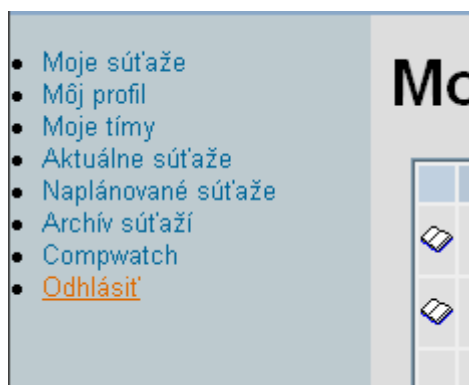 Moje súťaže
Môj profil
Moje tímy
Aktuálne súťaže
Naplánované súťaže
Archív súťaží
Compwatch
Odhlásiť
Mo